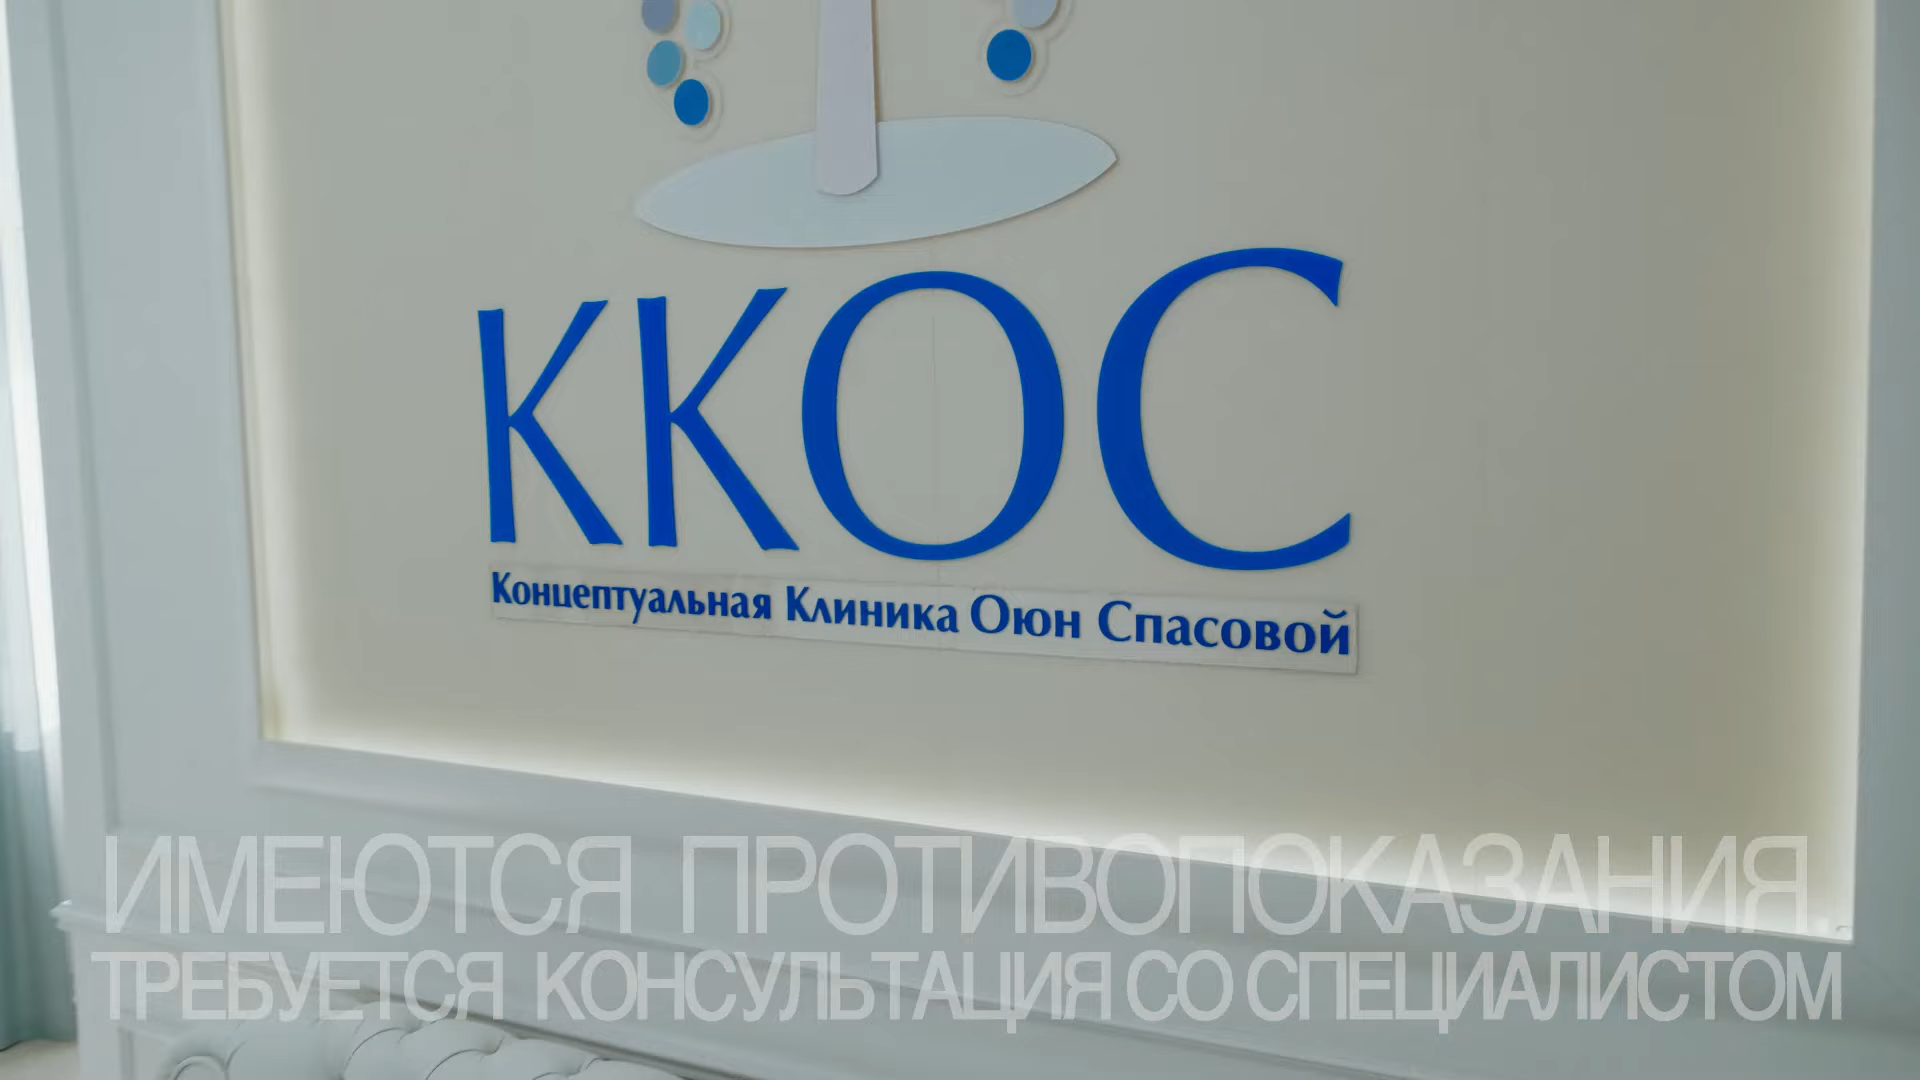 ККОС
Концептуальная Клиника Оюн Спасовой
ИМЕЮТСЯ ПРОТИВОПОКАЗАНИЯ
ТРЕБУЕТСЯ КОНСУЛЬТАЦИЯ СО СПЕЦИАЛИСТОМ